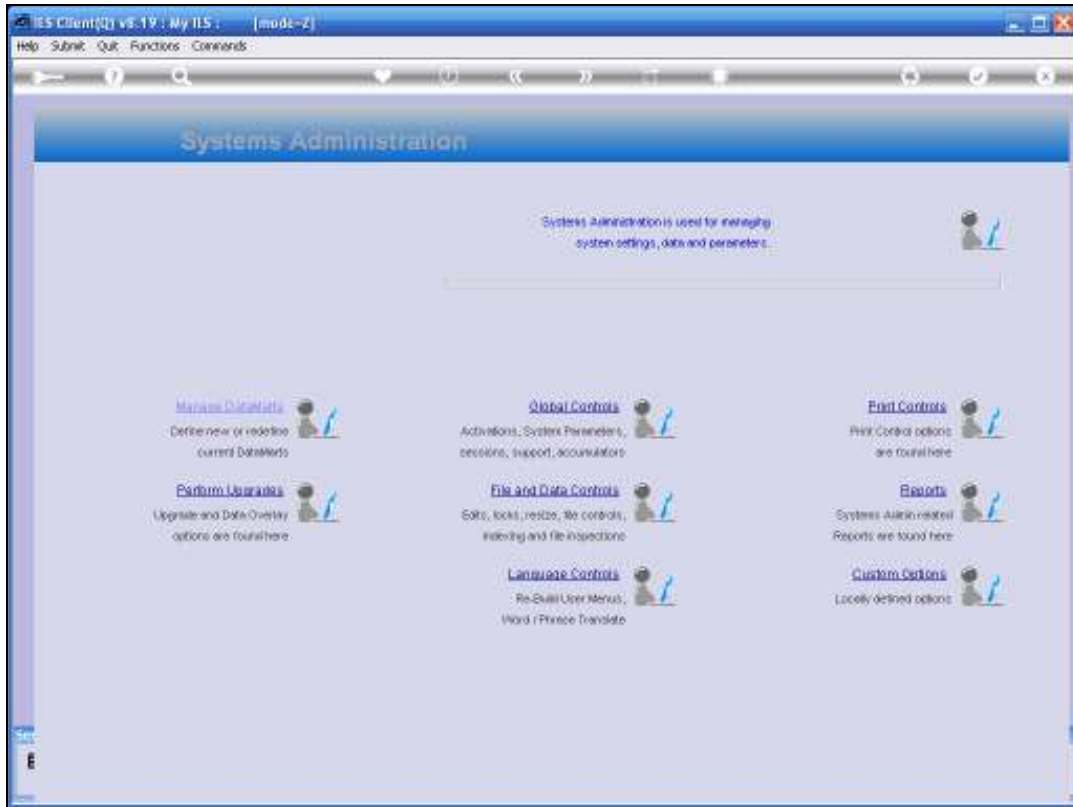 IES Client(Q) v8.19 : My IES : [mode-2]
Help Submit Quit Functions Commands
Systems Administration
Systems Administration is used for managing
system settings, data and parameters.
Manage DataMarts
Define new or redefine
current DataMarts
Global Controls
Activations, System Parameters,
sessions, support, accumulators
Print Controls
Print Control options
are found here
Perform Upgrades
Upgrade and Data Overlay
options are found here
File and Data Controls
Edits, locks, resize, file controls,
indexing and file inspections
Reports
Systems Admin related
Reports are found here
Language Controls
Re-Build User Menus,
Word / Phrase Translate
Custom Options
Locally defined options